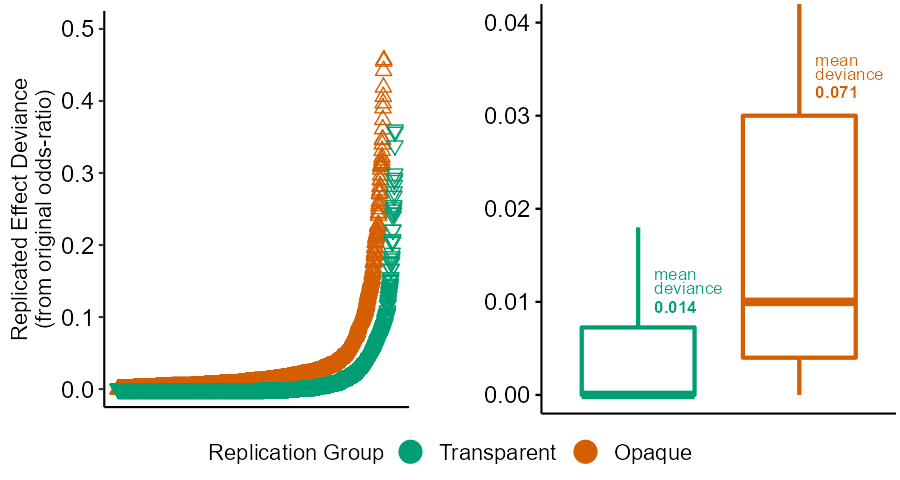 Replicated Effect Deviance
(from original odds-ratio)
0.5
0.4
0.3
0.2
0.1
0.0
0.04
0.03
0.02
0.01
0.00
mean
deviance
0.071
mean
deviance
0.014
Replication Group Transparent Opaque